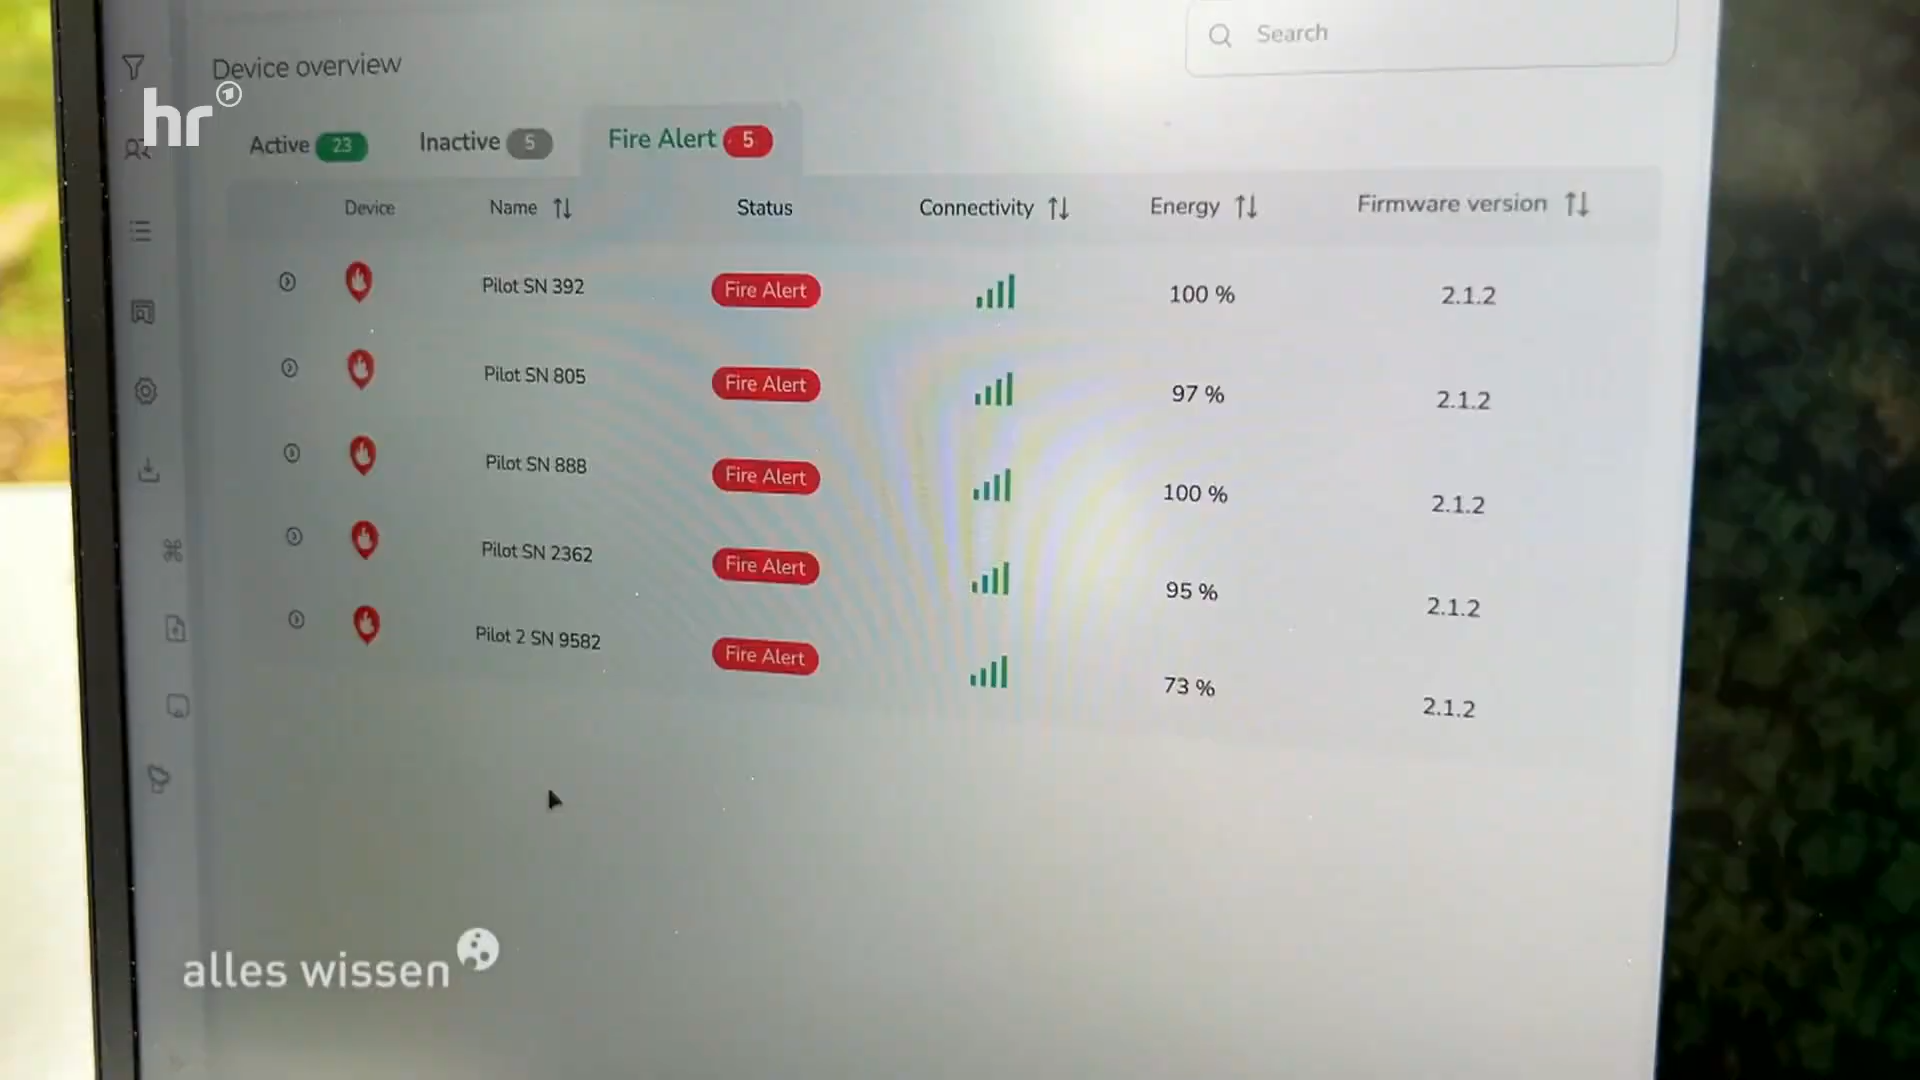 Search
Device overview
hr
Active 23 Inactive 5 Fire Alert 5
Device Name Status Connectivity Energy Firmware version
Pilot SN 392 Fire Alert 100 % 2.1.2
Pilot SN 805 Fire Alert 97 % 2.1.2
Pilot SN 888 Fire Alert 100 % 2.1.2
Pilot SN 2362 Fire Alert 95 % 2.1.2
Pilot 2 SN 9582 Fire Alert 73 % 2.1.2
alles wissen